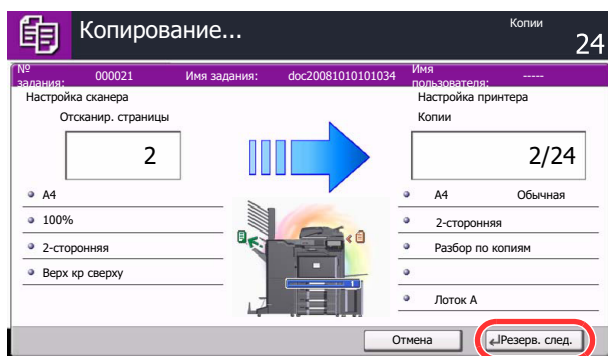 Копирование...
Копии
24
№ задания:
000021
Имя задания:
doc20081010101034
Имя пользователя:
-----
Настройка сканера
Отсканир. страницы
2
A4
100%
2-сторонняя
Верх кр сверху
Настройка принтера
Копии
2/24
A4 Обычная
2-сторонняя
Разбор по копиям
Лоток A
1
Отмена
Резерв. след.